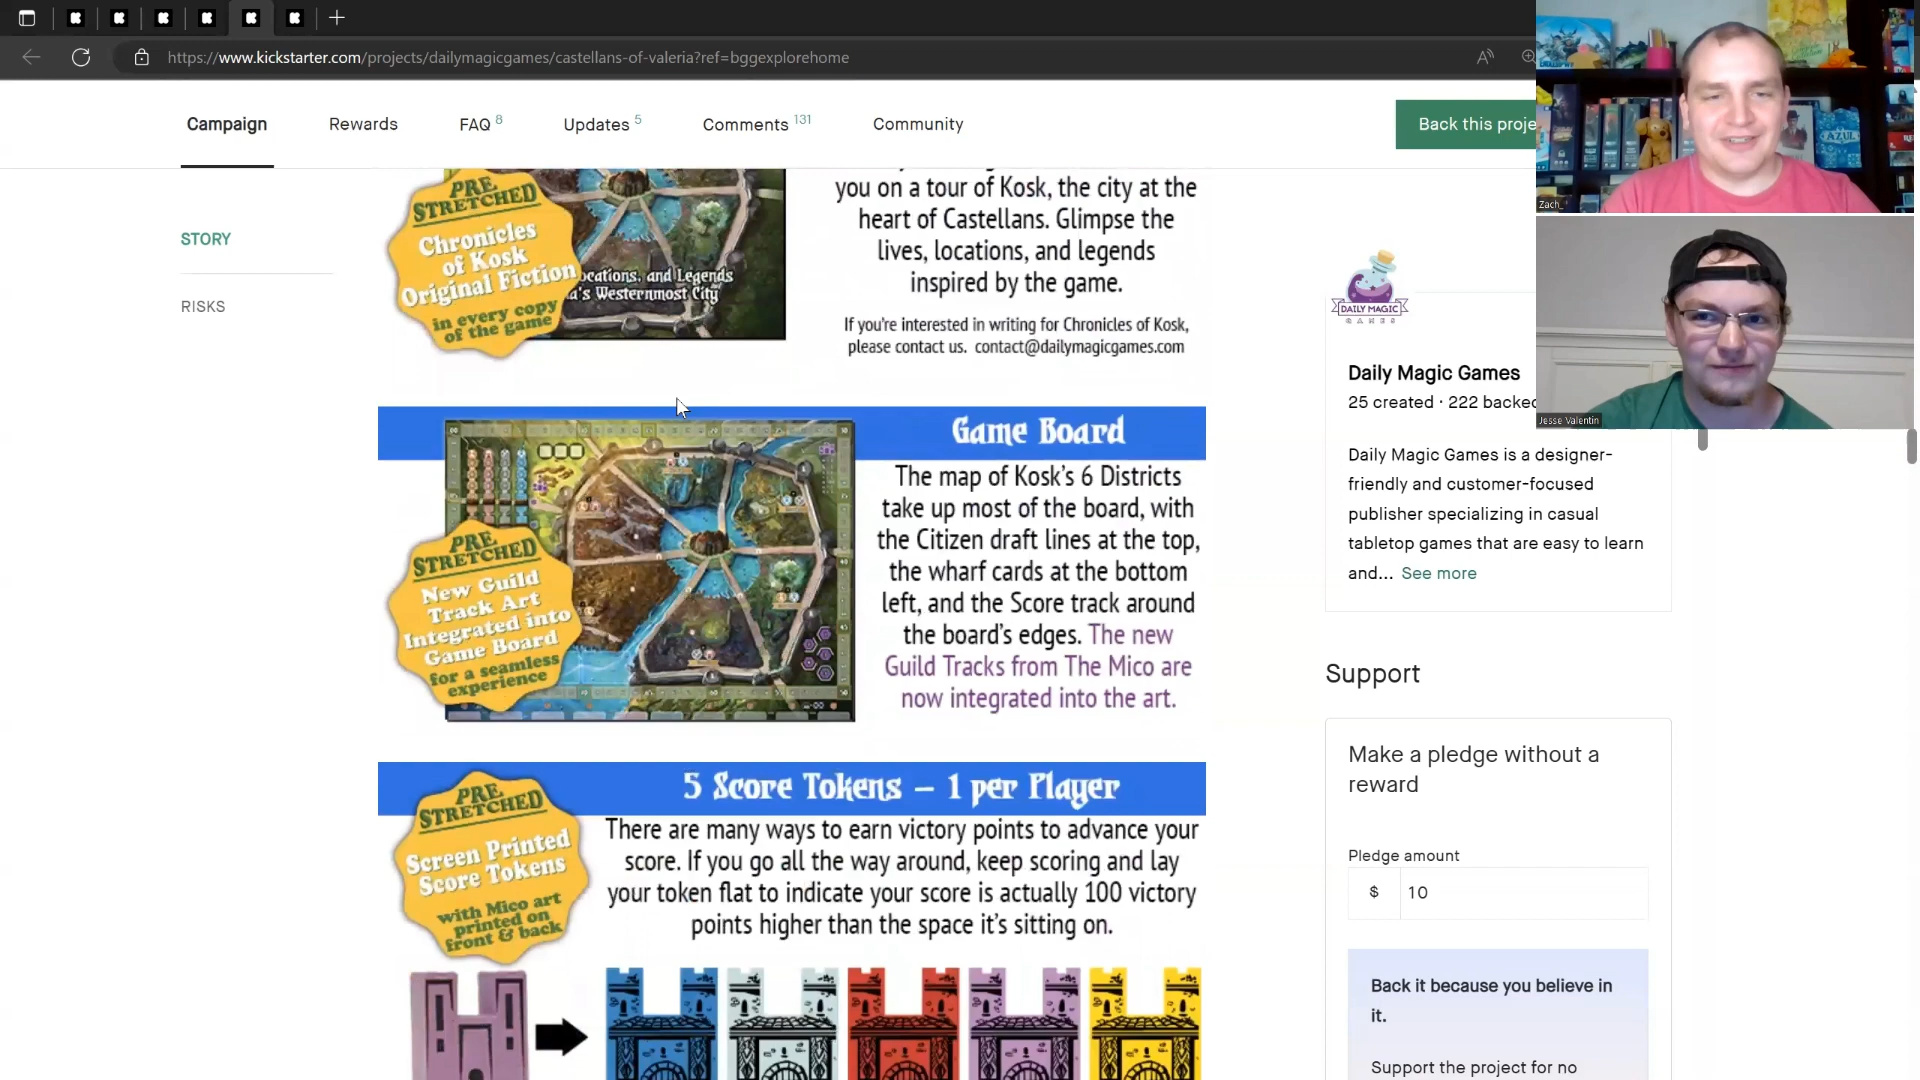 https://www.kickstarter.com/projects/dailymagicgames/castellans-of-valeria?ref=bggexplorehome
Campaign
Rewards
FAQ 8
Updates 5
Comments 131
Community
Back this proje
STORY
RISKS
PRE
STRETCHED
Chronicles
of Kosk
Original Fiction
in every copy
of the game
ocations, and Legends
a's Westernmost City
you on a tour of Kosk, the city at the
heart of Castellans. Glimpse the
lives, locations, and legends
inspired by the game.
If you're interested in writing for Chronicles of Kosk,
please contact us. contact@dailymagicgames.com
Game Board
The map of Kosk's 6 Districts
take up most of the board, with
the Citizen draft lines at the top,
the wharf cards at the bottom
left, and the Score track around
the board's edges. The new
Guild Tracks from The Mico are
now integrated into the art.
PRE
STRETCHED
New Guild
Track Art
Integrated into
Game Board
for a seamless
experience
5 Score Tokens – 1 per Player
There are many ways to earn victory points to advance your
score. If you go all the way around, keep scoring and lay
your token flat to indicate your score is actually 100 victory
points higher than the space it's sitting on.
PRE
STRETCHED
Screen Printed
Score Tokens
with Mico art
printed on
front & back
DAILY MAGIC
GAMES
Daily Magic Games
25 created · 222 backed
Daily Magic Games is a designer-
friendly and customer-focused
publisher specializing in casual
tabletop games that are easy to learn
and... See more
Support
Make a pledge without a
reward
Pledge amount
$ 10
Back it because you believe in
it.
Support the project for no
Zach_
AZUL
Jesse Valentin